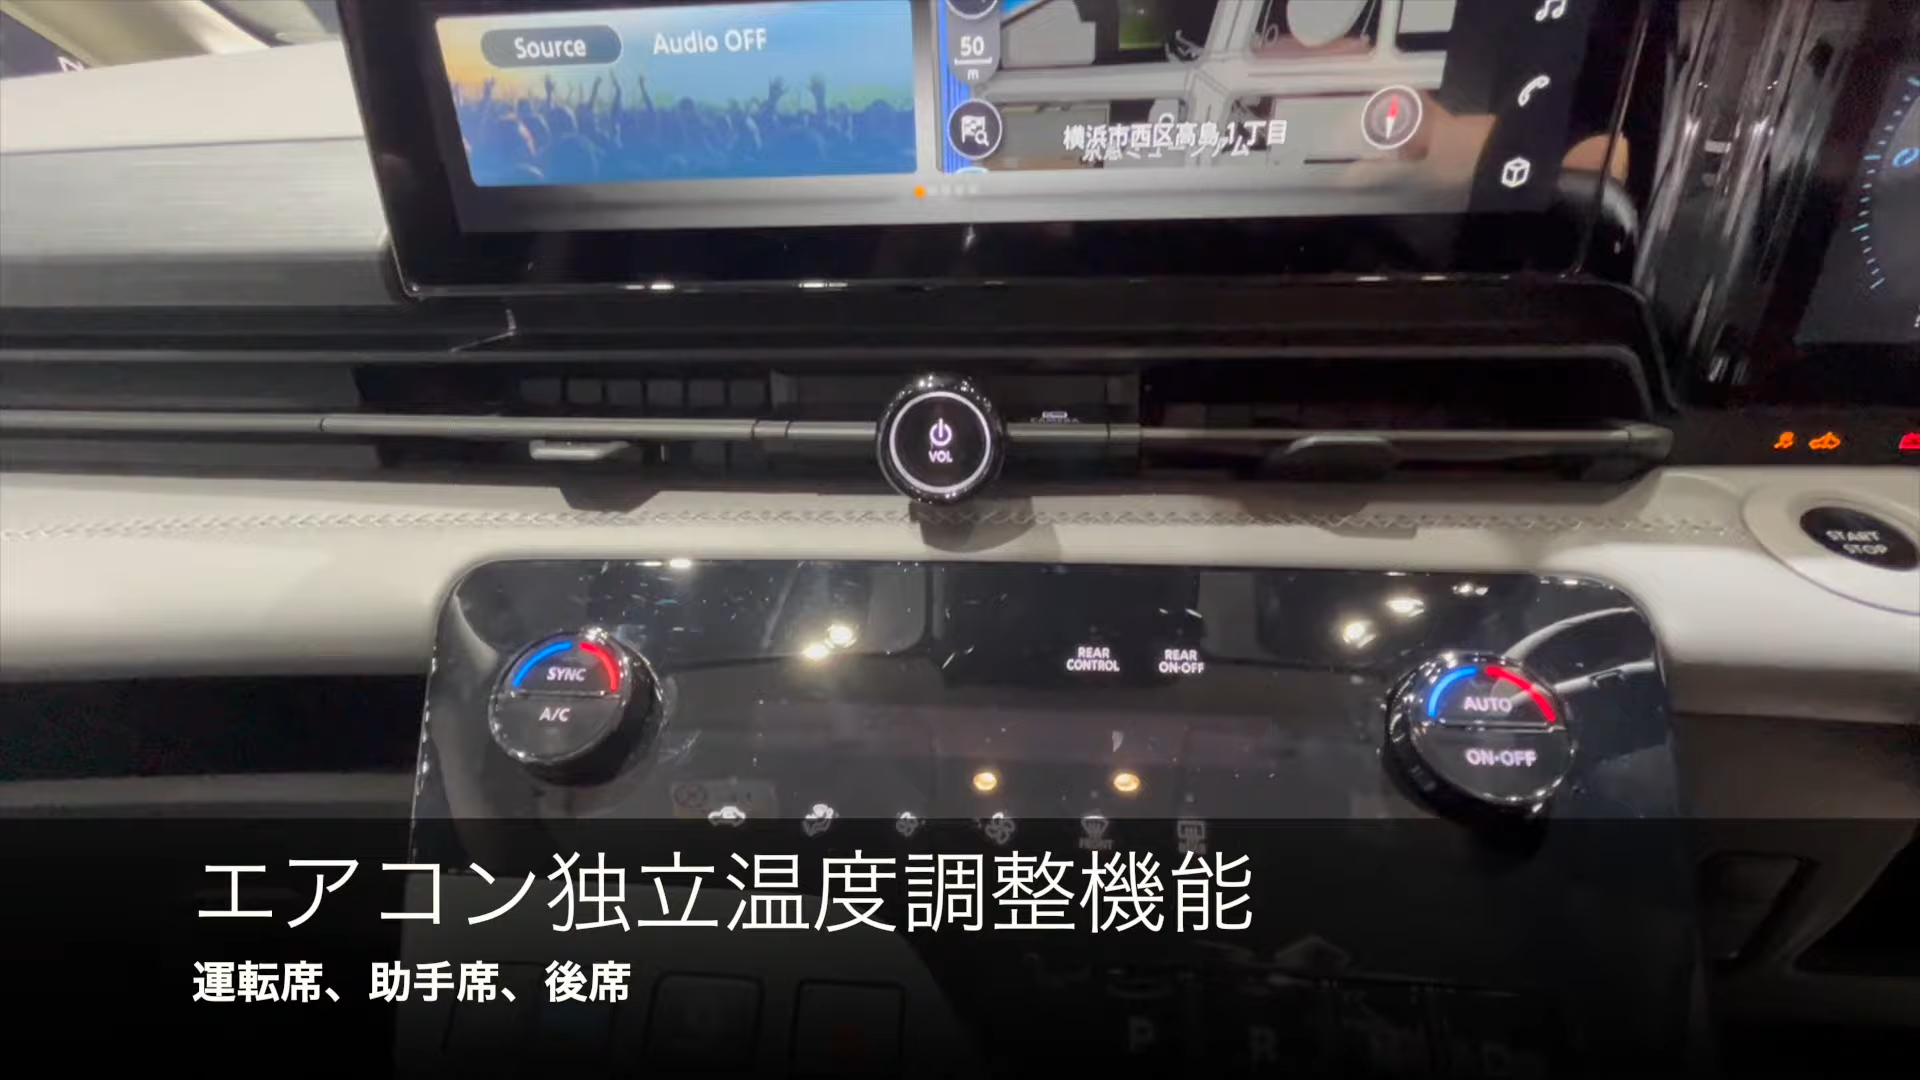 Source
Audio OFF
50
m
横浜市西区高島1丁目
VOL
START
STOP
SYNC
A/C
REAR
CONTROL
REAR
ON·OFF
AUTO
ON·OFF
FRONT
エアコン独立温度調整機能
運転席、助手席、後席
P
R